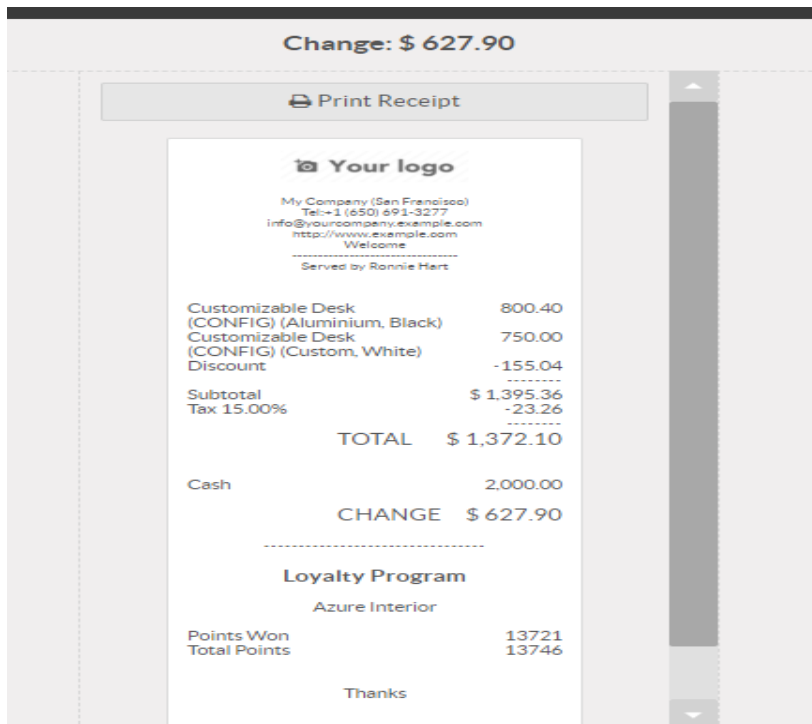 Change: $ 627.90
Print Receipt
Your logo
My Company (San Francisco)
Tel:+1 (650) 691-3277
info@yourcompany.example.com
http://www.example.com
Welcome
--------------------------------
Served by Ronnie Hart
Customizable Desk 800.40
(CONFIG) (Aluminium, Black)
Customizable Desk 750.00
(CONFIG) (Custom, White)
Discount -155.04
--------
Subtotal $ 1,395.36
Tax 15.00% -23.26
--------
TOTAL $ 1,372.10
Cash 2,000.00
CHANGE $ 627.90
--------------------------------
Loyalty Program
Azure Interior
Points Won 13721
Total Points 13746
Thanks